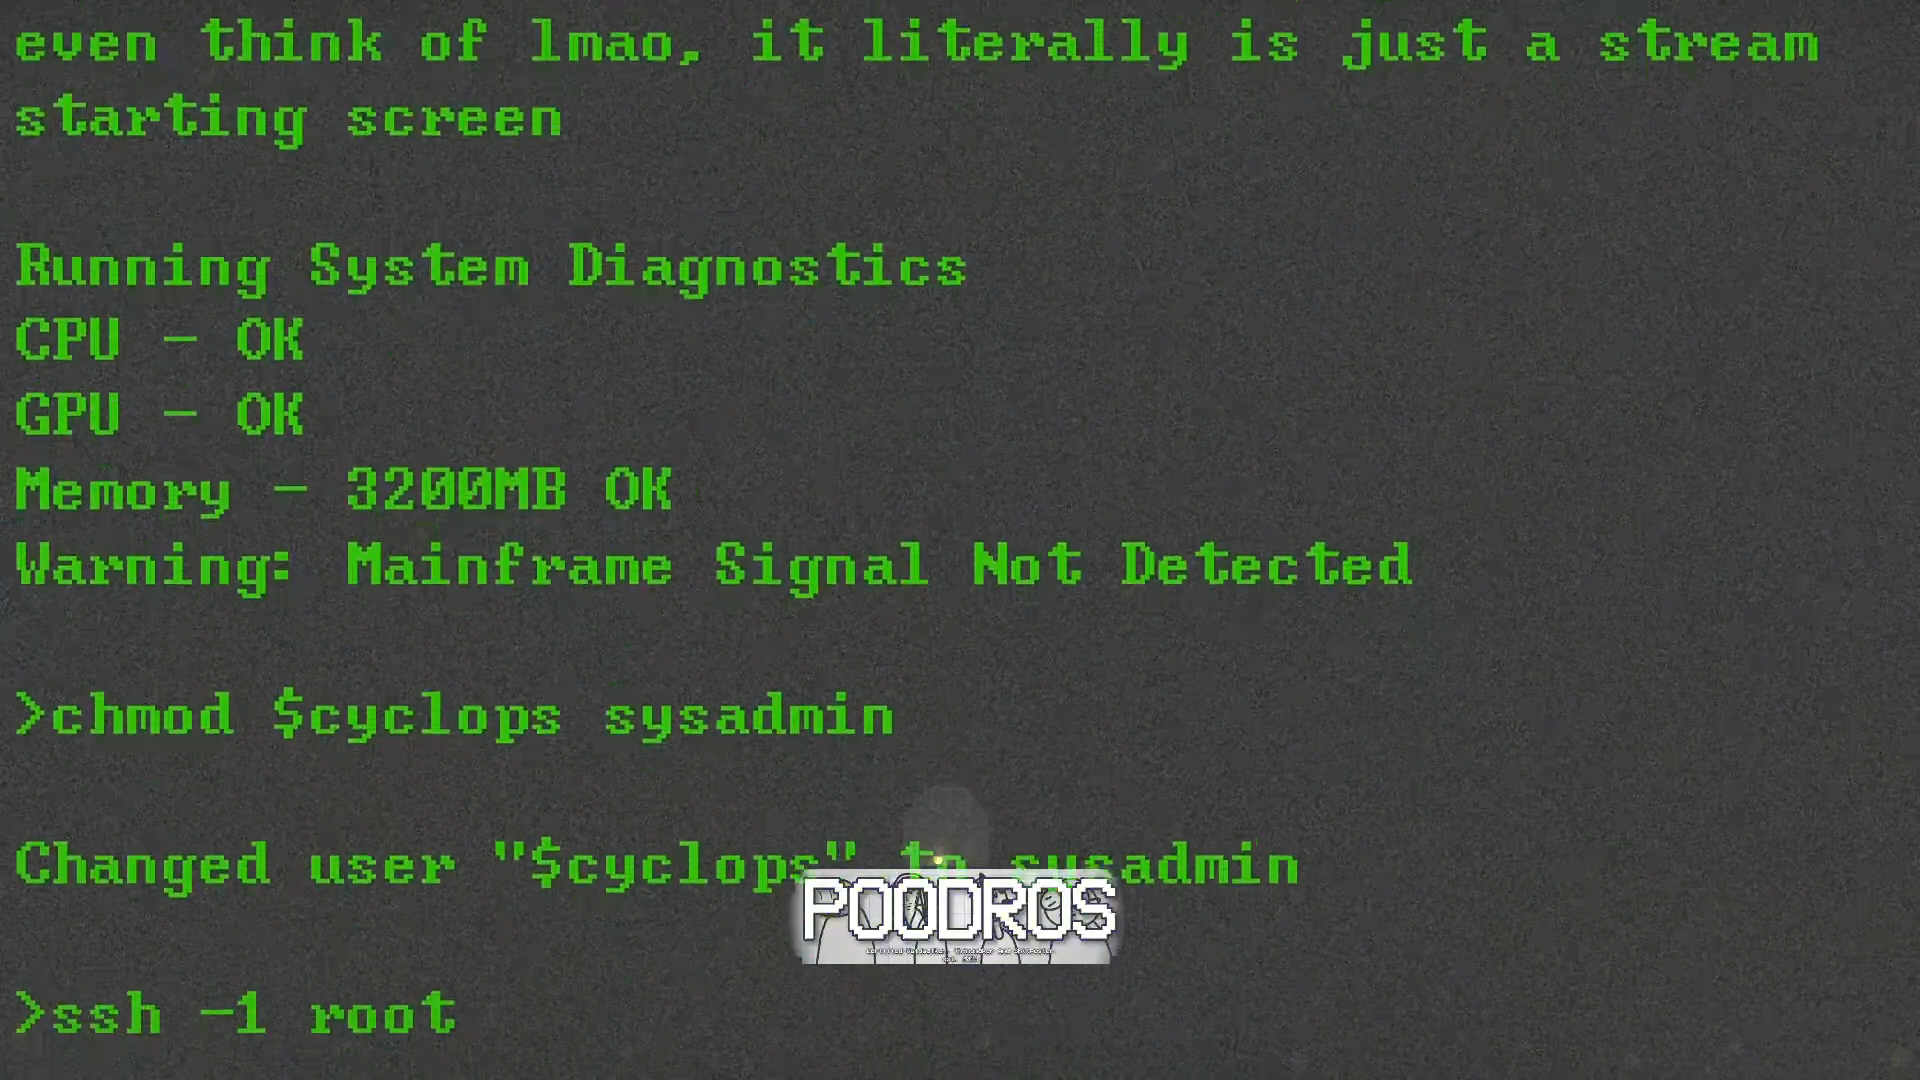 even think of lmao, it literally is just a stream
starting screen
Running System Diagnostics
CPU - OK
GPU - OK
Memory - 3200MB OK
Warning: Mainframe Signal Not Detected
>chmod $cyclops sysadmin
Changed user "$cyclops" to sysadmin
POODROS
>ssh -l root